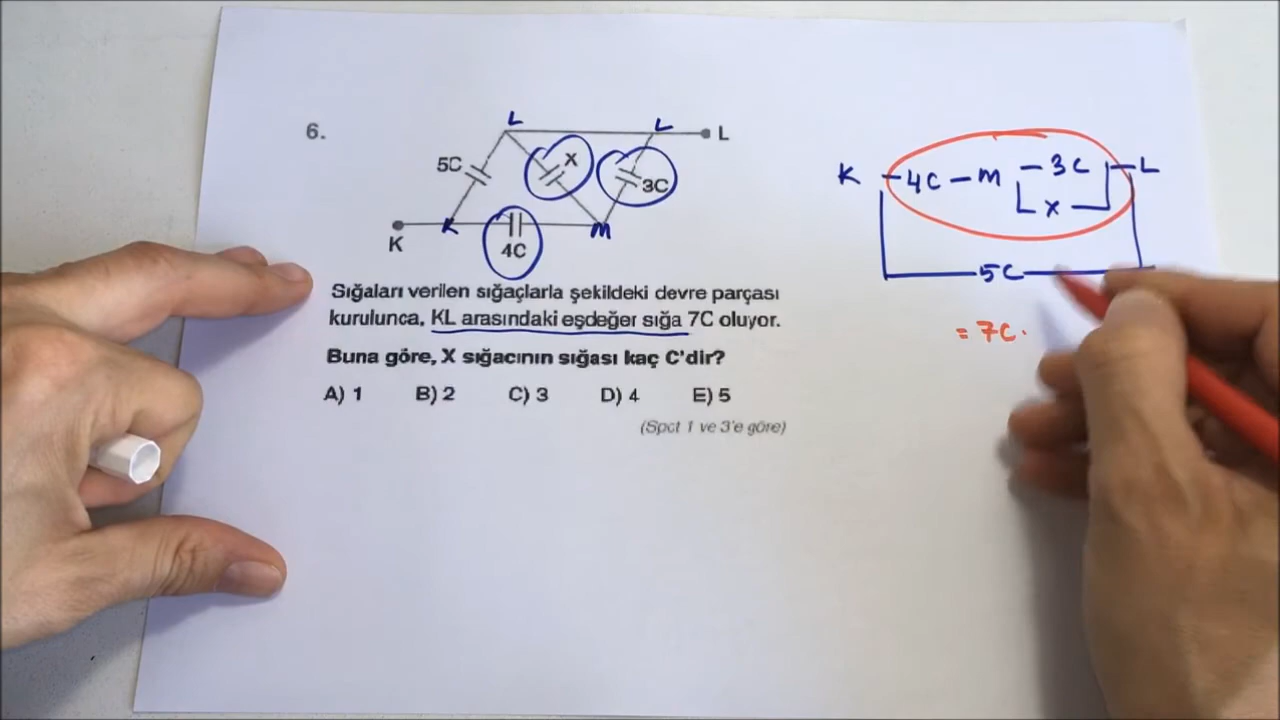 6.
L L L
5C X 3C
K K 4C M
Sığaları verilen sığaçlarla şekildeki devre parçası
kurulunca, KL arasındaki eşdeğer sığa 7C oluyor.
Buna göre, X sığacının sığası kaç C'dir?
A) 1 B) 2 C) 3 D) 4 E) 5
(Spot 1 ve 3'e göre)
K 4C m 3C L
x
5C
= 7C.